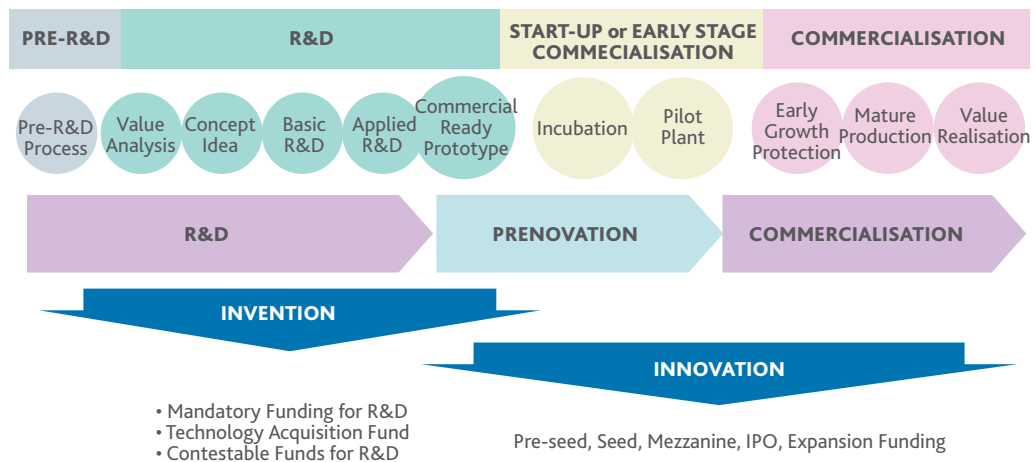 PRE-R&D
R&D
START-UP or EARLY STAGE
COMMECIALISATION
COMMERCIALISATION
Pre-R&D
Process
Value
Analysis
Concept
Idea
Basic
R&D
Applied
R&D
Commercial
Ready
Prototype
Incubation
Pilot
Plant
Early
Growth
Protection
Mature
Production
Value
Realisation
R&D
PRENOVATION
COMMERCIALISATION
INVENTION
INNOVATION
• Mandatory Funding for R&D
• Technology Acquisition Fund
• Contestable Funds for R&D
Pre-seed, Seed, Mezzanine, IPO, Expansion Funding